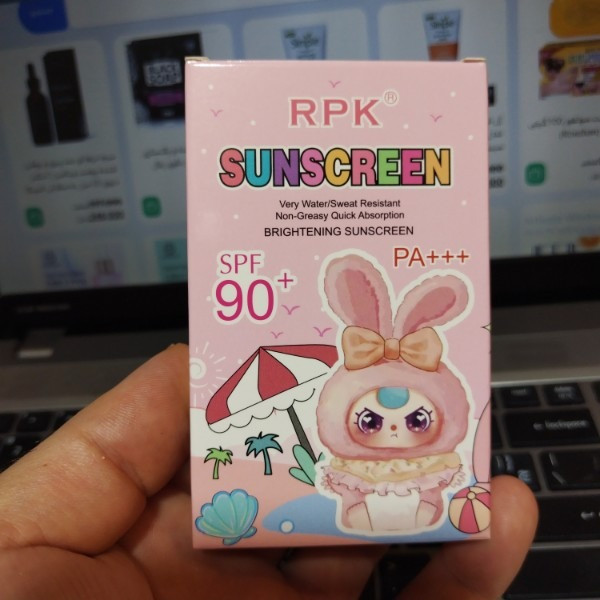 RPK®
SUNSCREEN
Very Water/Sweat Resistant
Non-Greasy Quick Absorption
BRIGHTENING SUNSCREEN
SPF
90+
PA+++